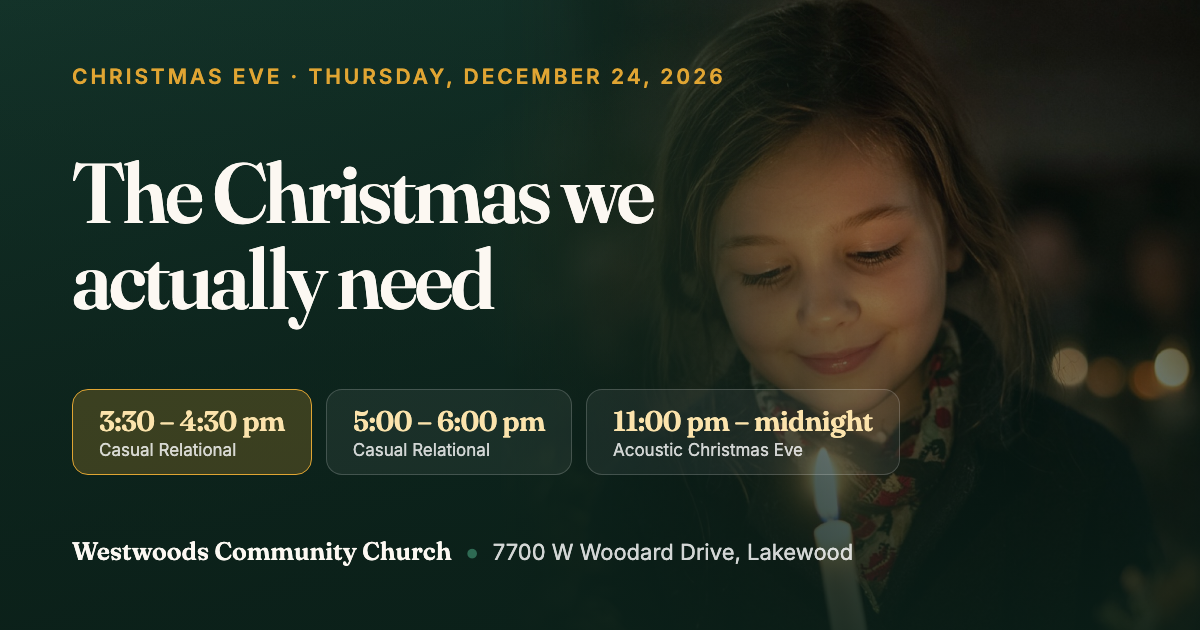 CHRISTMAS EVE · THURSDAY, DECEMBER 24, 2026
The Christmas we
actually need
3:30 – 4:30 pm
Casual Relational
5:00 – 6:00 pm
Casual Relational
11:00 pm – midnight
Acoustic Christmas Eve
Westwoods Community Church • 7700 W Woodard Drive, Lakewood